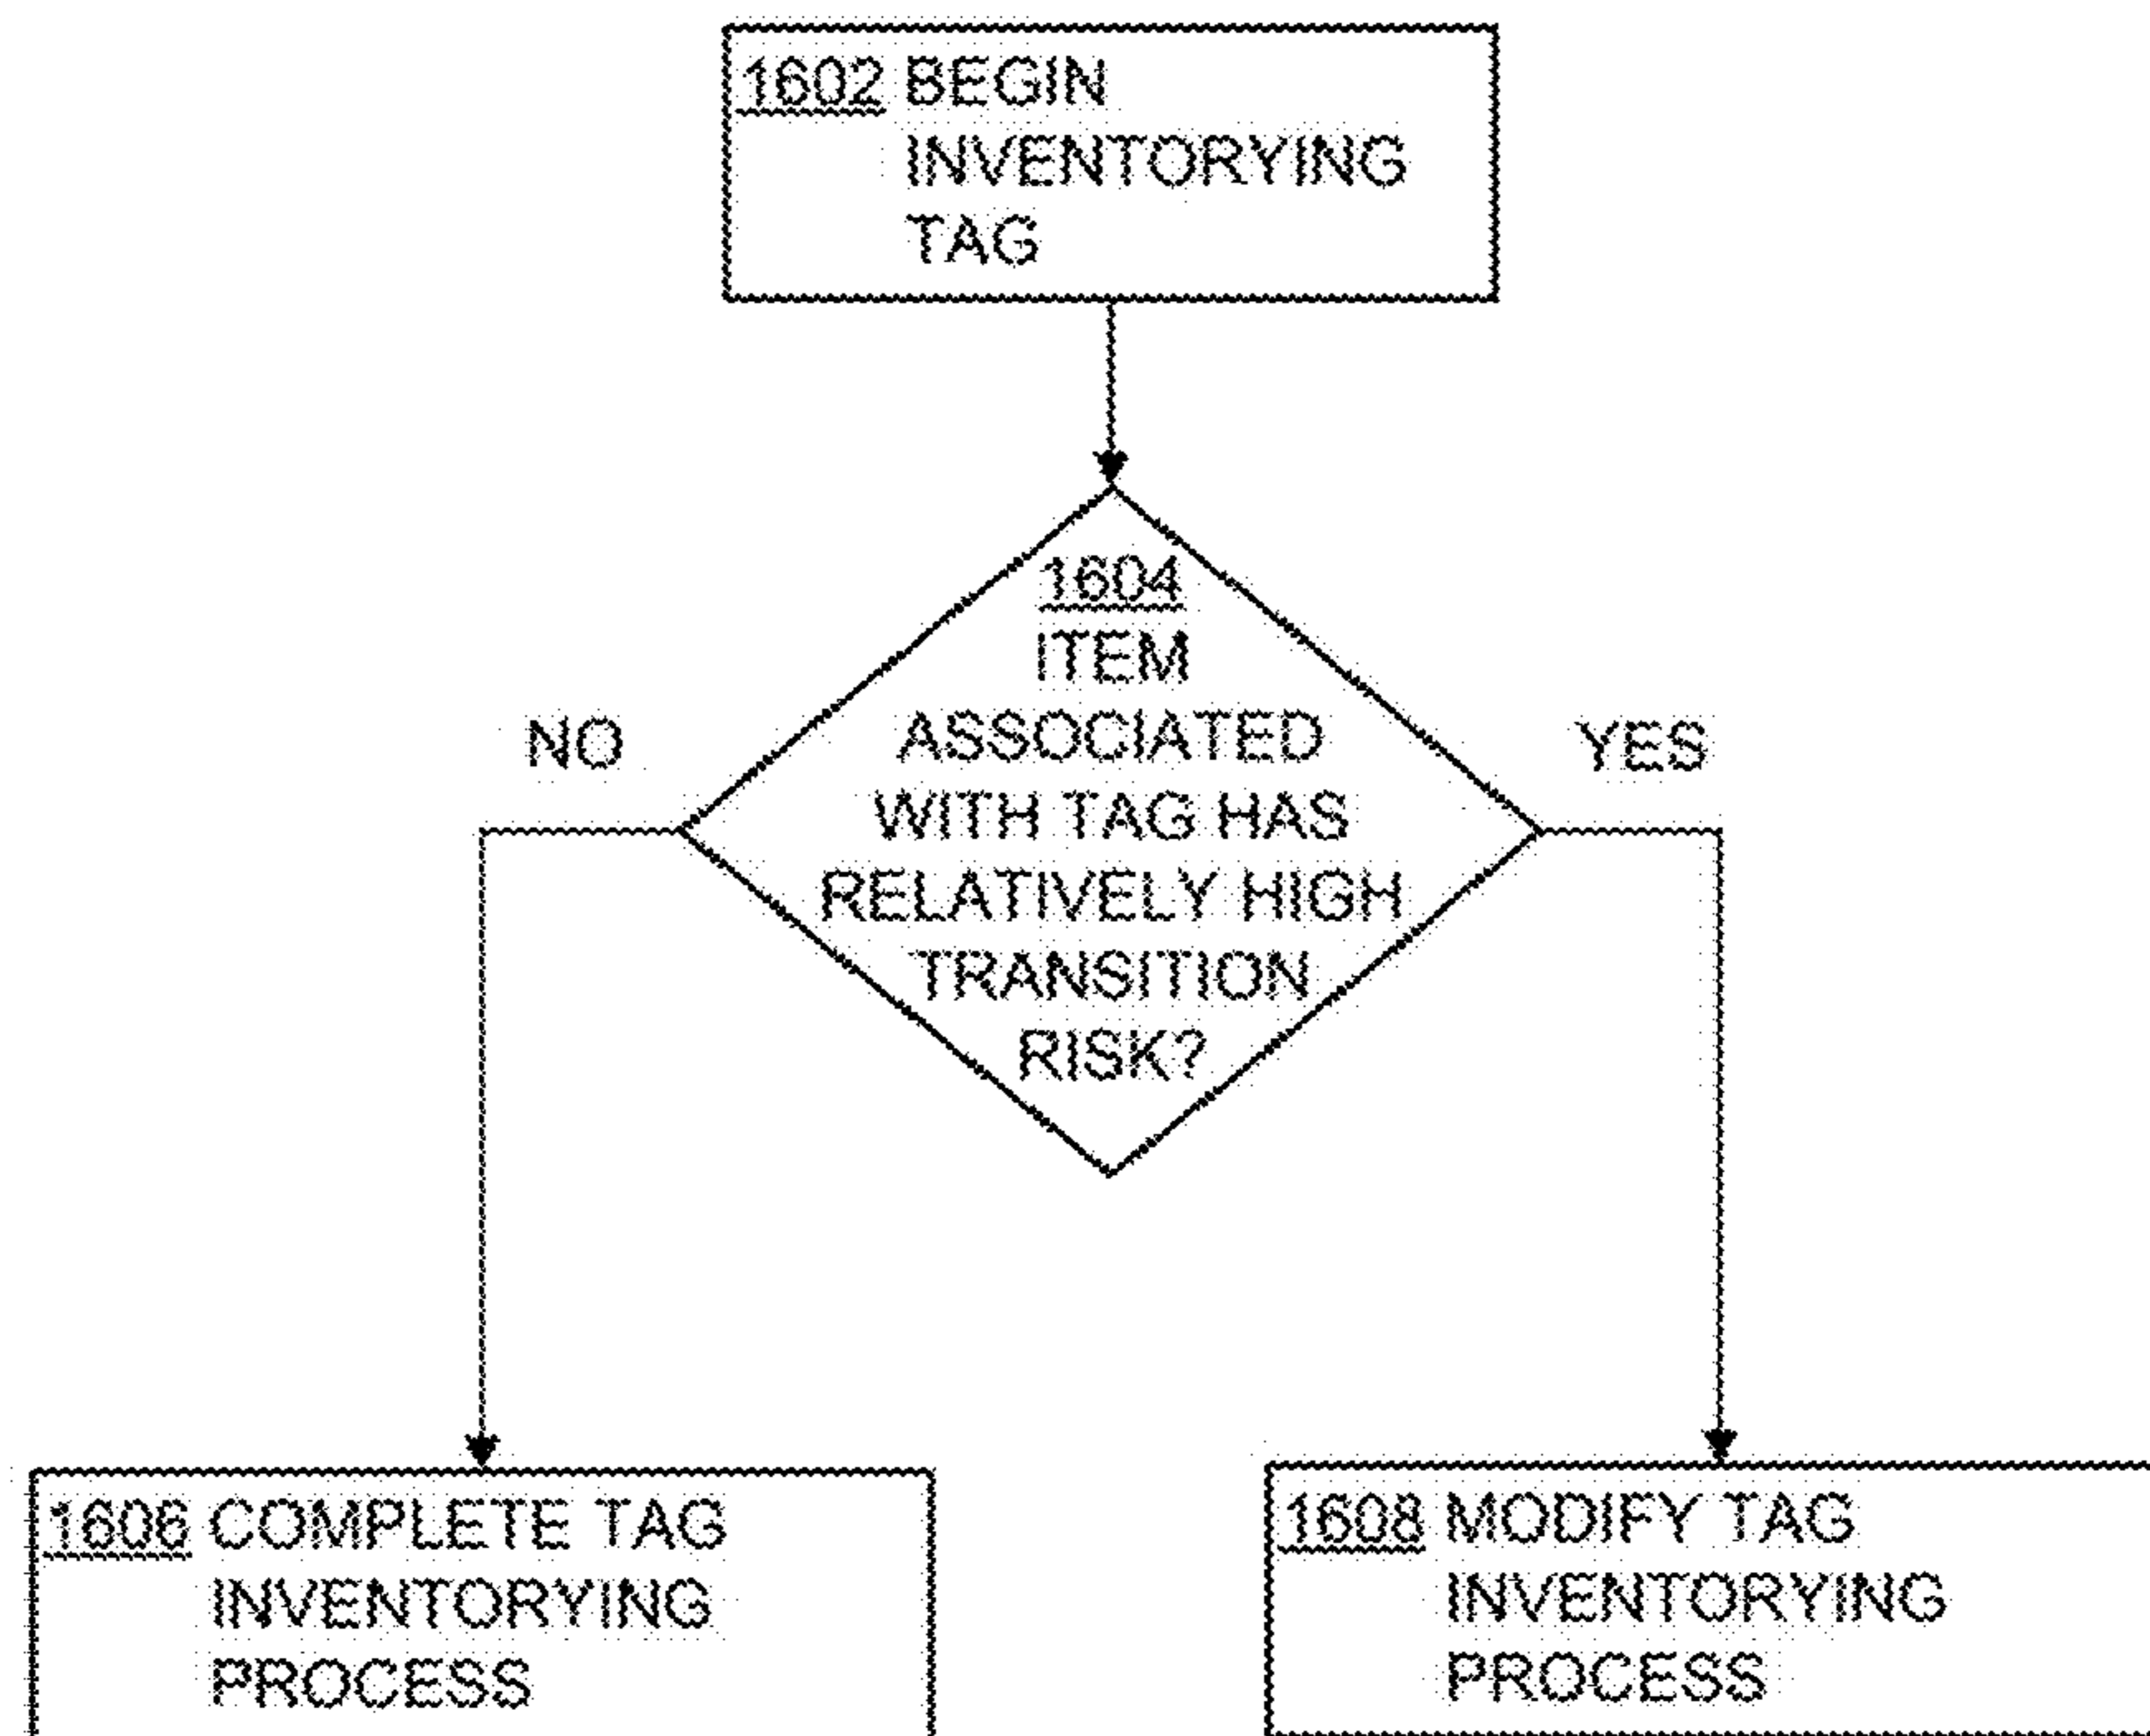 1602 BEGIN
INVENTORYING
TAG
1604
ITEM
ASSOCIATED
WITH TAG HAS
RELATIVELY HIGH
TRANSITION
RISK?
NO
YES
1606 COMPLETE TAG
INVENTORYING
PROCESS
1608 MODIFY TAG
INVENTORYING
PROCESS